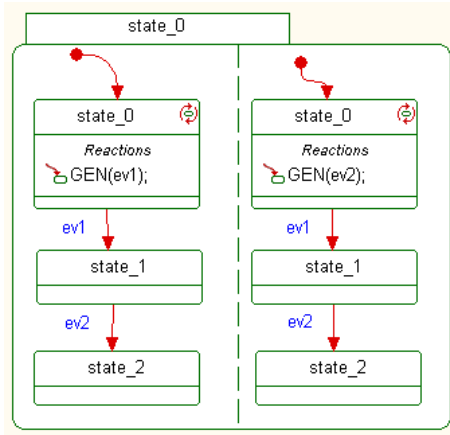 state_0
state_0
Reactions
GEN(ev1);
ev1
state_1
ev2
state_2
state_0
Reactions
GEN(ev2);
ev1
state_1
ev2
state_2